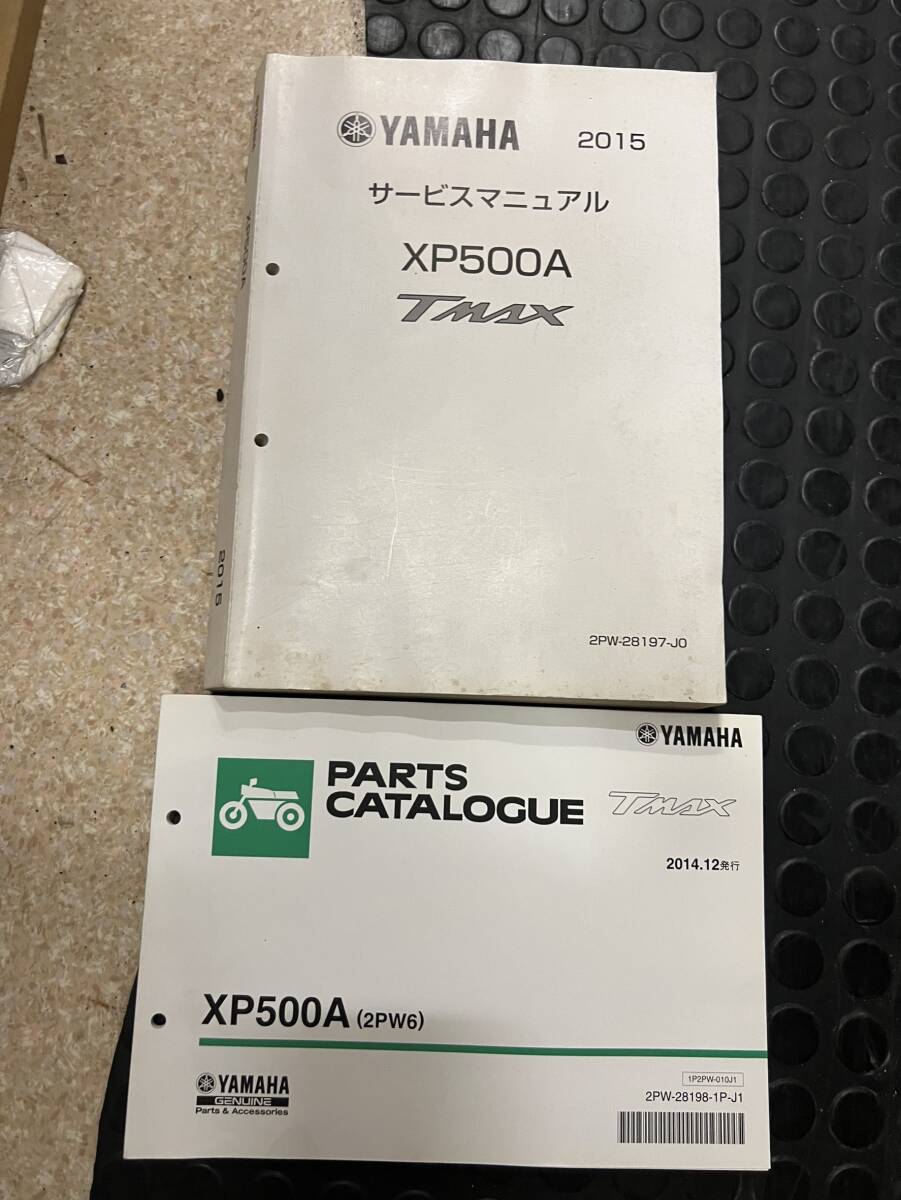 YAMAHA 2015
サービスマニュアル
XP500A
TMAX
2PW-28197-J0
XP500A
2015
YAMAHA
PARTS
CATALOGUE
TMAX
2014.12発行
XP500A (2PW6)
YAMAHA
GENUINE
Parts & Accessories
1P2PW-010J1
2PW-28198-1P-J1